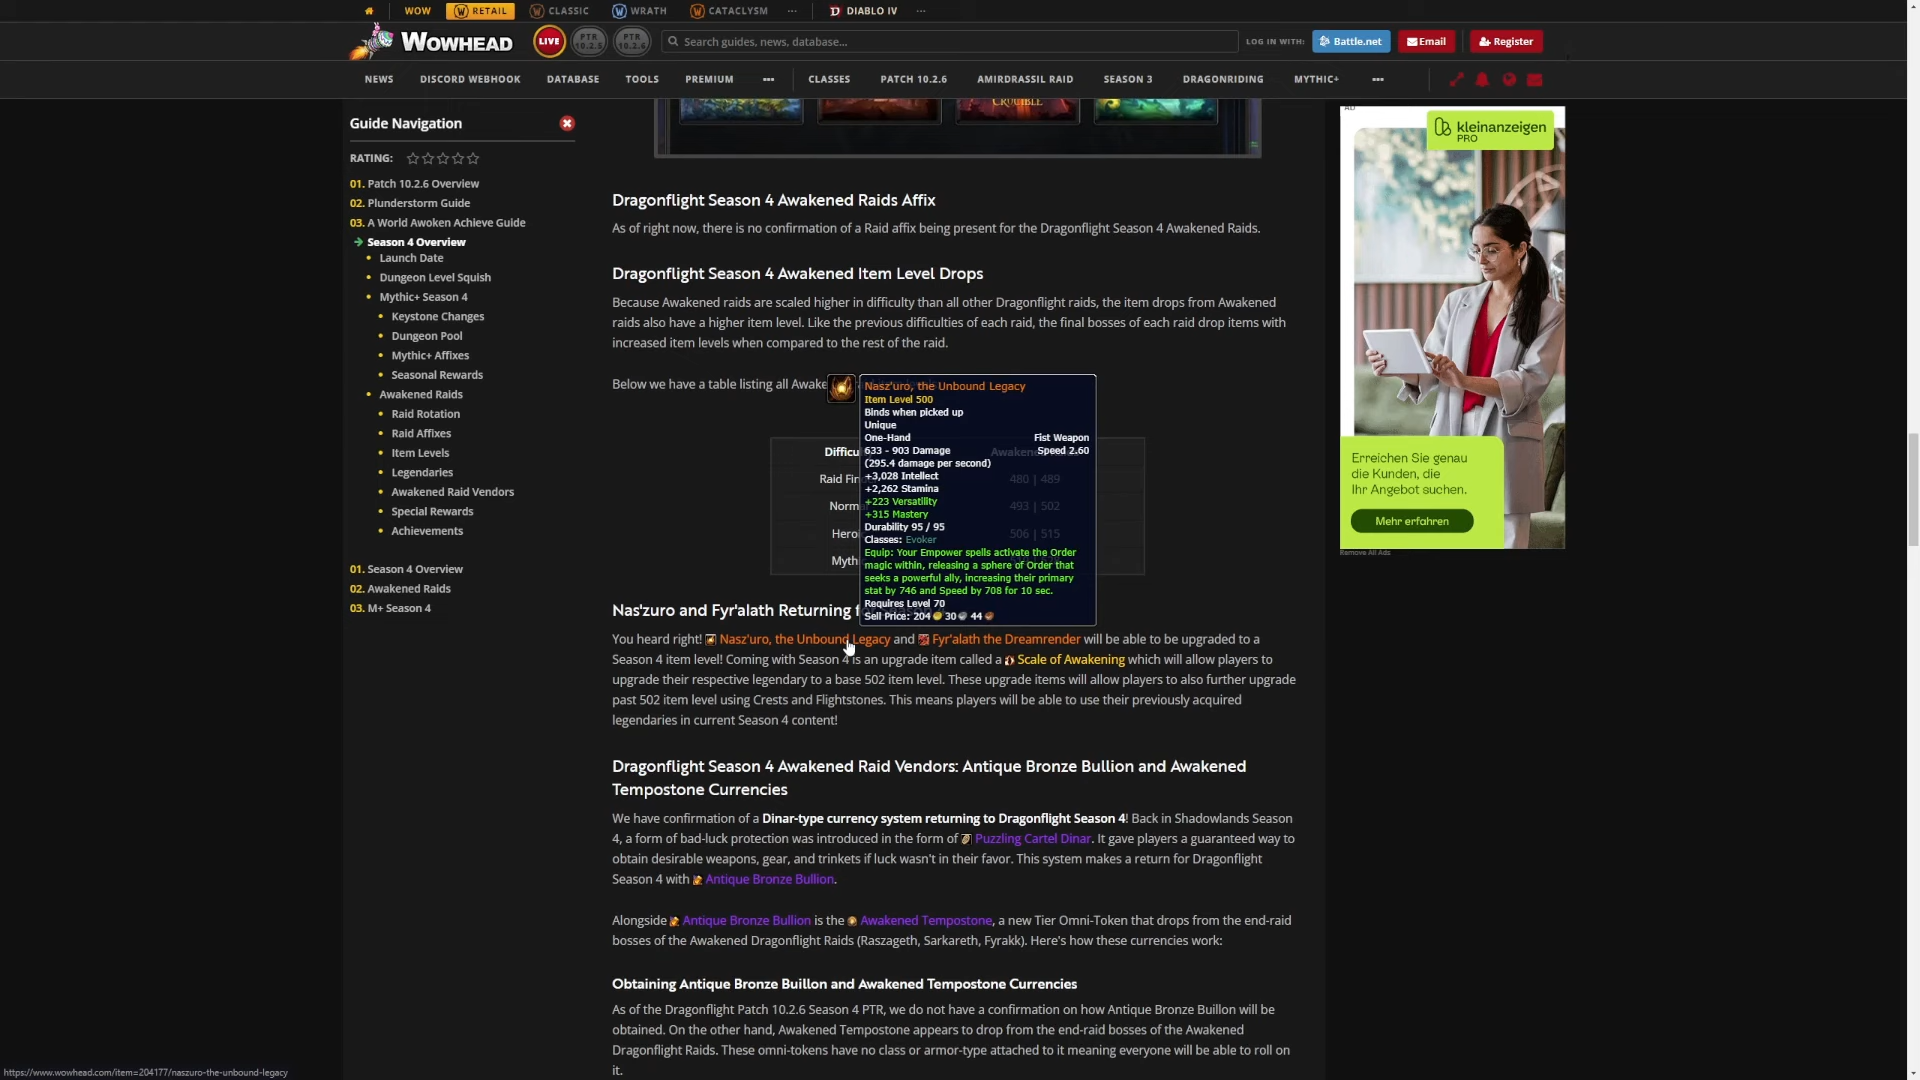 WOW
RETAIL
CLASSIC
WRATH
CATACLYSM
DIABLO IV
WOWHEAD
LIVE
PTR
10.2.5
PTR
10.2.6
Search guides, news, database...
LOG IN WITH:
Battle.net
Email
Register
NEWS
DISCORD WEBHOOK
DATABASE
TOOLS
PREMIUM
CLASSES
PATCH 10.2.6
AMIRDRASSIL RAID
SEASON 3
DRAGONRIDING
MYTHIC+
Guide Navigation
RATING:
01. Patch 10.2.6 Overview
02. Plunderstorm Guide
03. A World Awoken Achieve Guide
Season 4 Overview
Launch Date
Dungeon Level Squish
Mythic+ Season 4
Keystone Changes
Dungeon Pool
Mythic+ Affixes
Seasonal Rewards
Awakened Raids
Raid Rotation
Raid Affixes
Item Levels
Legendaries
Awakened Raid Vendors
Special Rewards
Achievements
01. Season 4 Overview
02. Awakened Raids
03. M+ Season 4
CRUCIBLE
Dragonflight Season 4 Awakened Raids Affix
As of right now, there is no confirmation of a Raid affix being present for the Dragonflight Season 4 Awakened Raids.
Dragonflight Season 4 Awakened Item Level Drops
Because Awakened raids are scaled higher in difficulty than all other Dragonflight raids, the item drops from Awakened
raids also have a higher item level. Like the previous difficulties of each raid, the final bosses of each raid drop items with
increased item levels when compared to the rest of the raid.
Below we have a table listing all Awake
Difficu
Awakene
Raid Fin
480 | 489
Norm
493 | 502
Heroi
506 | 515
Myth
Nasz'uro, the Unbound Legacy
Item Level 500
Binds when picked up
Unique
One-Hand Fist Weapon
633 - 903 Damage Speed 2.60
(295.4 damage per second)
+3,028 Intellect
+2,262 Stamina
+223 Versatility
+315 Mastery
Durability 95 / 95
Classes: Evoker
Equip: Your Empower spells activate the Order
magic within, releasing a sphere of Order that
seeks a powerful ally, increasing their primary
stat by 746 and Speed by 708 for 10 sec.
Requires Level 70
Sell Price: 204 30 44
Nas'zuro and Fyr'alath Returning f
You heard right! Nasz'uro, the Unbound Legacy and Fyr'alath the Dreamrender will be able to be upgraded to a
Season 4 item level! Coming with Season 4 is an upgrade item called a Scale of Awakening which will allow players to
upgrade their respective legendary to a base 502 item level. These upgrade items will allow players to also further upgrade
past 502 item level using Crests and Flightstones. This means players will be able to use their previously acquired
legendaries in current Season 4 content!
Dragonflight Season 4 Awakened Raid Vendors: Antique Bronze Bullion and Awakened
Tempostone Currencies
We have confirmation of a Dinar-type currency system returning to Dragonflight Season 4! Back in Shadowlands Season
4, a form of bad-luck protection was introduced in the form of Puzzling Cartel Dinar. It gave players a guaranteed way to
obtain desirable weapons, gear, and trinkets if luck wasn't in their favor. This system makes a return for Dragonflight
Season 4 with Antique Bronze Bullion.
Alongside Antique Bronze Bullion is the Awakened Tempostone, a new Tier Omni-Token that drops from the end-raid
bosses of the Awakened Dragonflight Raids (Raszageth, Sarkareth, Fyrakk). Here's how these currencies work:
Obtaining Antique Bronze Buillon and Awakened Tempostone Currencies
As of the Dragonflight Patch 10.2.6 Season 4 PTR, we do not have a confirmation on how Antique Bronze Buillon will be
obtained. On the other hand, Awakened Tempostone appears to drop from the end-raid bosses of the Awakened
Dragonflight Raids. These omni-tokens have no class or armor-type attached to it meaning everyone will be able to roll on
it.
AD
kleinanzeigen
PRO
Erreichen Sie genau
die Kunden, die
Ihr Angebot suchen.
Mehr erfahren
Remove All Ads
https://www.wowhead.com/item=204177/naszuro-the-unbound-legacy